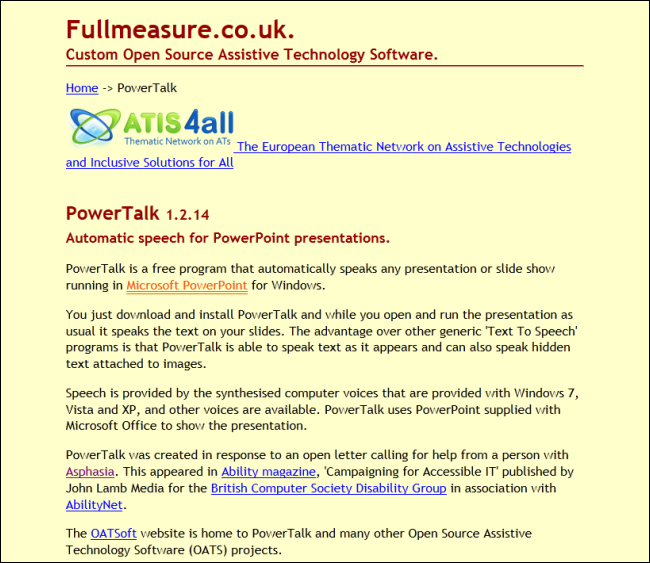 Fullmeasure.co.uk.
Custom Open Source Assistive Technology Software.
Home -> PowerTalk
ATIS4all
Thematic Network on ATs
The European Thematic Network on Assistive Technologies
and Inclusive Solutions for All
PowerTalk 1.2.14
Automatic speech for PowerPoint presentations.
PowerTalk is a free program that automatically speaks any presentation or slide show
running in Microsoft PowerPoint for Windows.
You just download and install PowerTalk and while you open and run the presentation as
usual it speaks the text on your slides. The advantage over other generic 'Text To Speech'
programs is that PowerTalk is able to speak text as it appears and can also speak hidden
text attached to images.
Speech is provided by the synthesised computer voices that are provided with Windows 7,
Vista and XP, and other voices are available. PowerTalk uses PowerPoint supplied with
Microsoft Office to show the presentation.
PowerTalk was created in response to an open letter calling for help from a person with
Asphasia. This appeared in Ability magazine, 'Campaigning for Accessible IT' published by
John Lamb Media for the British Computer Society Disability Group in association with
AbilityNet.
The OATSoft website is home to PowerTalk and many other Open Source Assistive
Technology Software (OATS) projects.